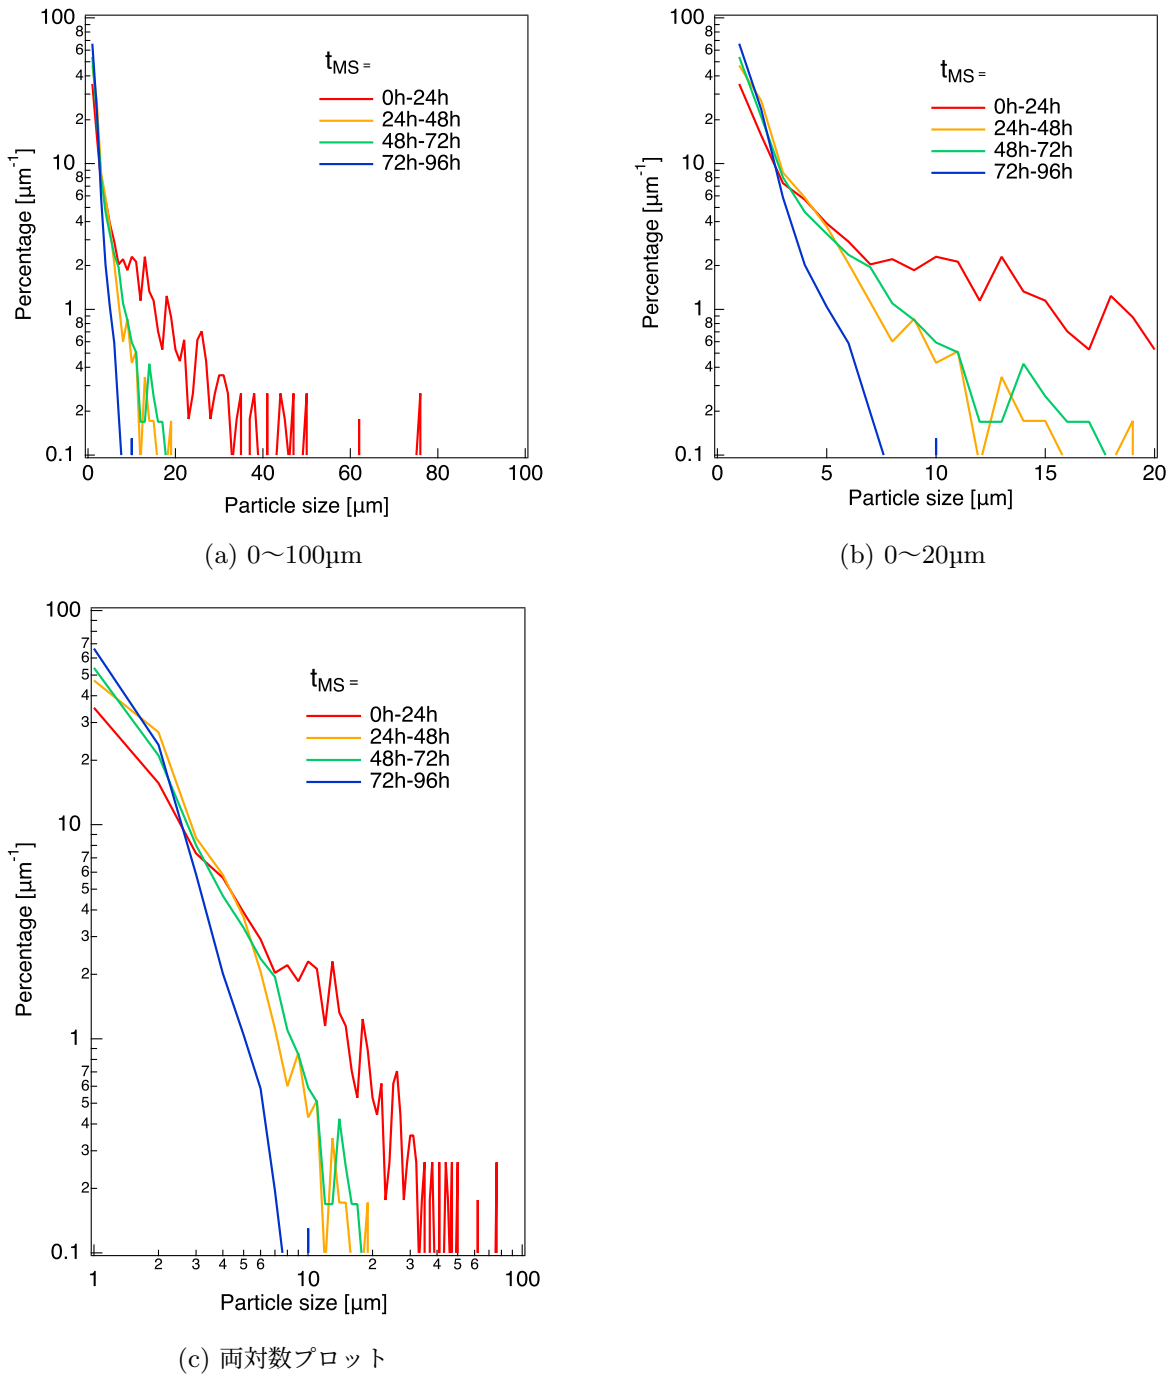 100
8
6
4
2
10
8
6
4
2
1
8
6
4
2
0.1
0 20 40 60 80 100
Percentage [µm⁻¹]
Particle size [µm]
tMS =
0h-24h
24h-48h
48h-72h
72h-96h
(a) 0〜100µm
100
8
6
4
2
10
8
6
4
2
1
8
6
4
2
0.1
0 5 10 15 20
Percentage [µm⁻¹]
Particle size [µm]
tMS =
0h-24h
24h-48h
48h-72h
72h-96h
(b) 0〜20µm
100
7
6
5
4
3
2
10
7
6
5
4
3
2
1
7
6
5
4
3
2
0.1
2 3 4 5 6 2 3 4 5 6
1 10 100
Percentage [µm⁻¹]
Particle size [µm]
tMS =
0h-24h
24h-48h
48h-72h
72h-96h
(c) 両対数プロット